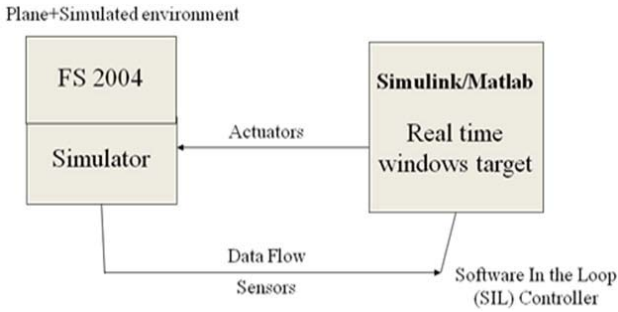 Plane+Simulated environment
FS 2004
Simulator
Actuators
Simulink/Matlab
Real time
windows target
Data Flow
Sensors
Software In the Loop
(SIL) Controller